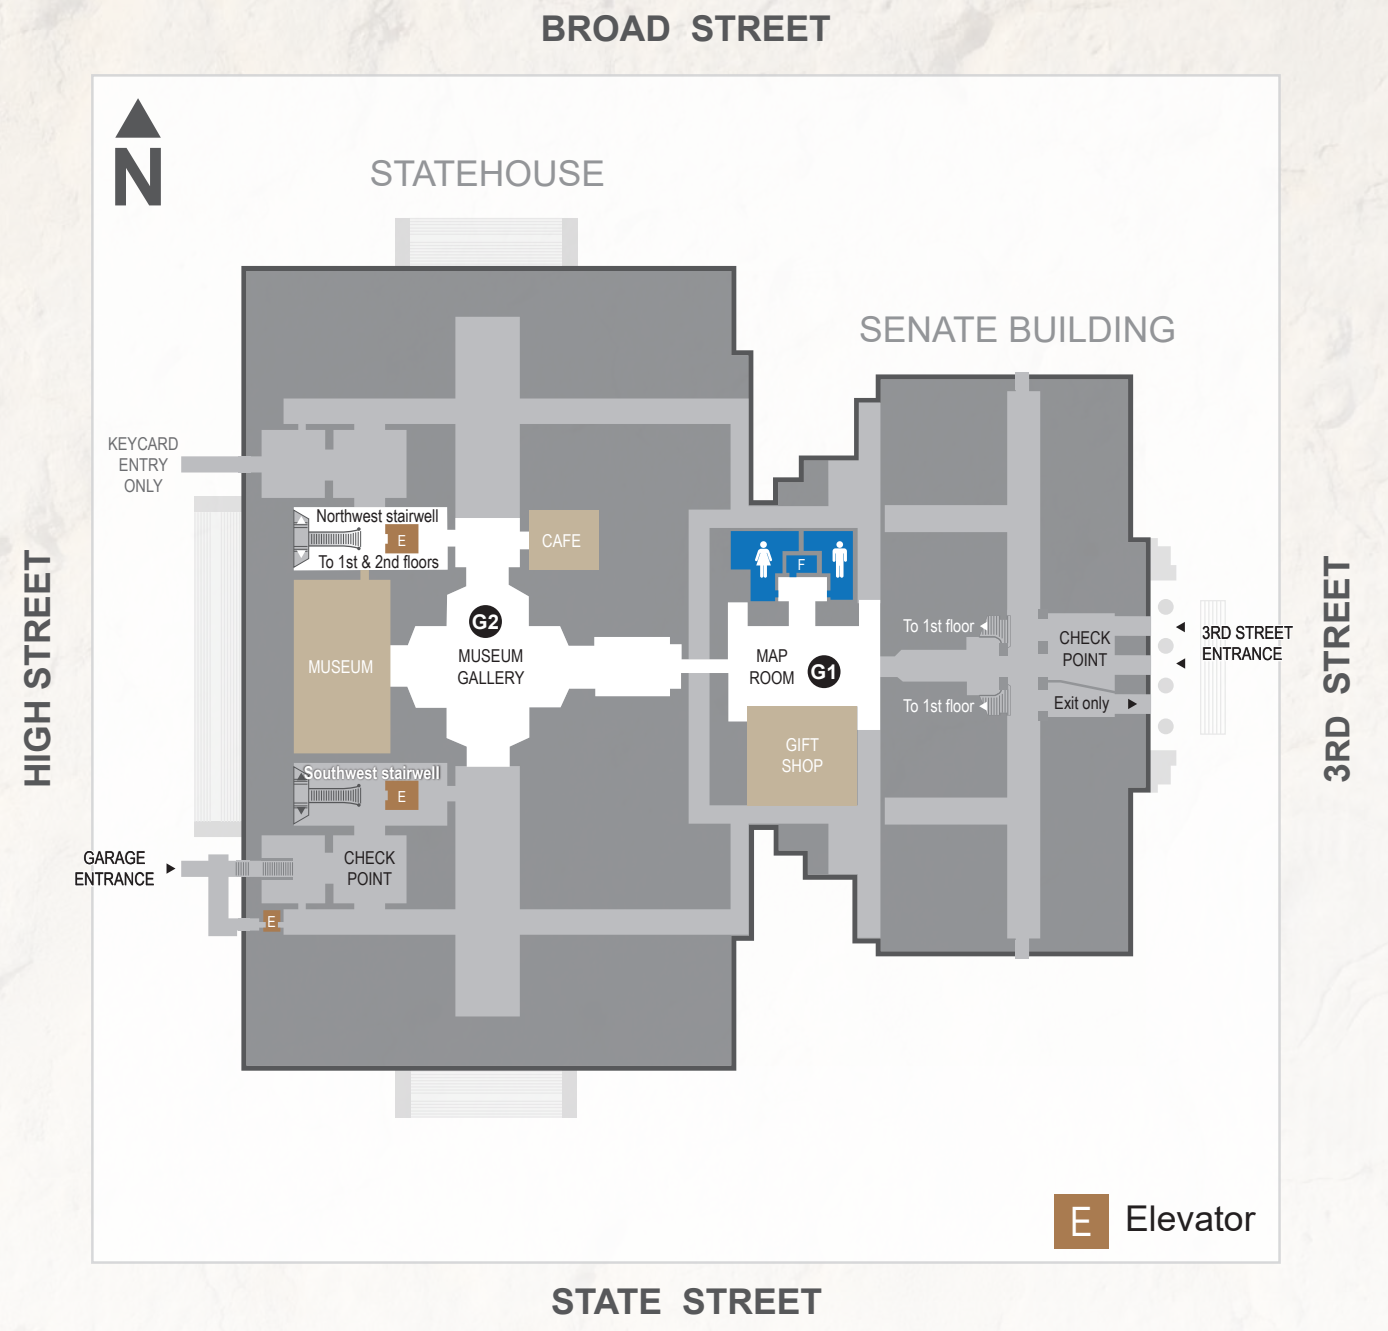 BROAD STREET
N
STATEHOUSE
SENATE BUILDING
KEYCARD
ENTRY
ONLY
Northwest stairwell
E
To 1st & 2nd floors
CAFE
F
HIGH STREET
G2
MUSEUM
MUSEUM
GALLERY
MAP
ROOM
G1
To 1st floor
CHECK
POINT
3RD STREET
ENTRANCE
3RD STREET
To 1st floor
Exit only
GIFT
SHOP
Southwest stairwell
E
GARAGE
ENTRANCE
CHECK
POINT
E
E
Elevator
STATE STREET